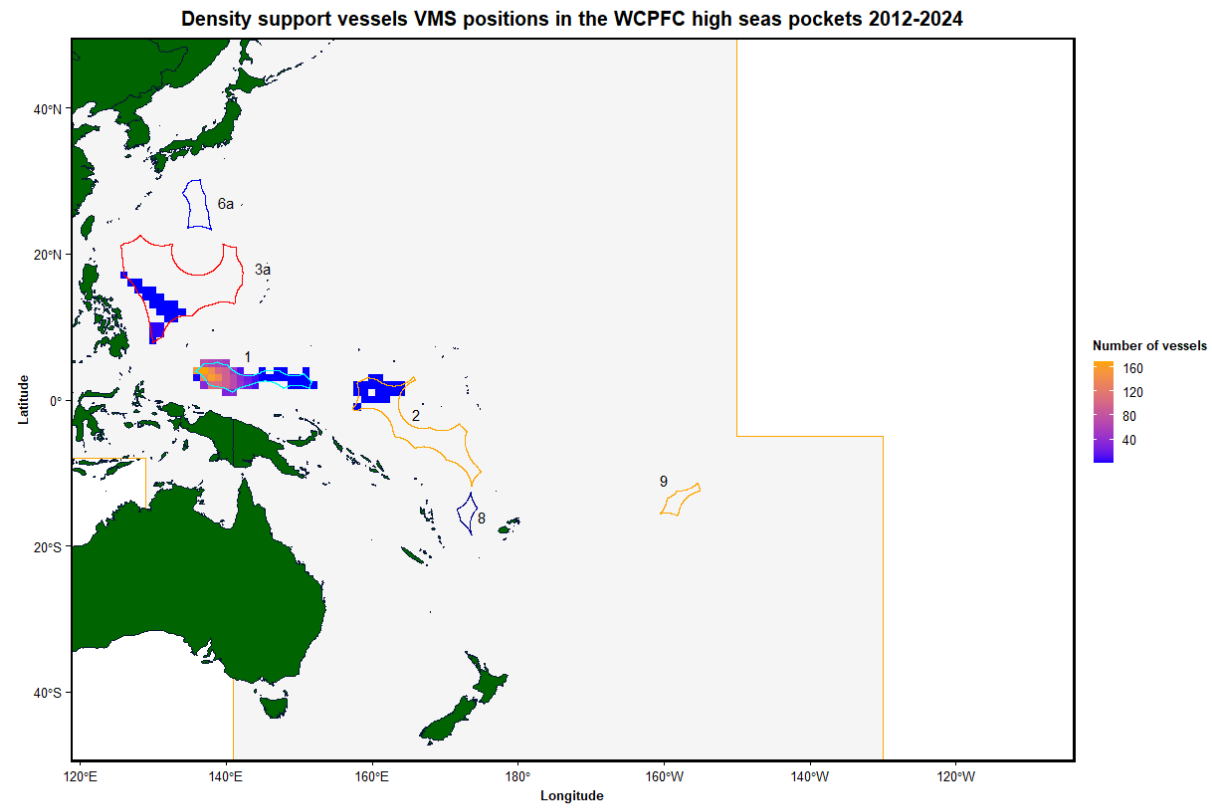 Density support vessels VMS positions in the WCPFC high seas pockets 2012-2024
40°N
6a
20°N
3a
1
0°
2
9
8
20°S
40°S
Latitude
120°E
140°E
160°E
180°
160°W
140°W
120°W
Longitude
Number of vessels
160
120
80
40